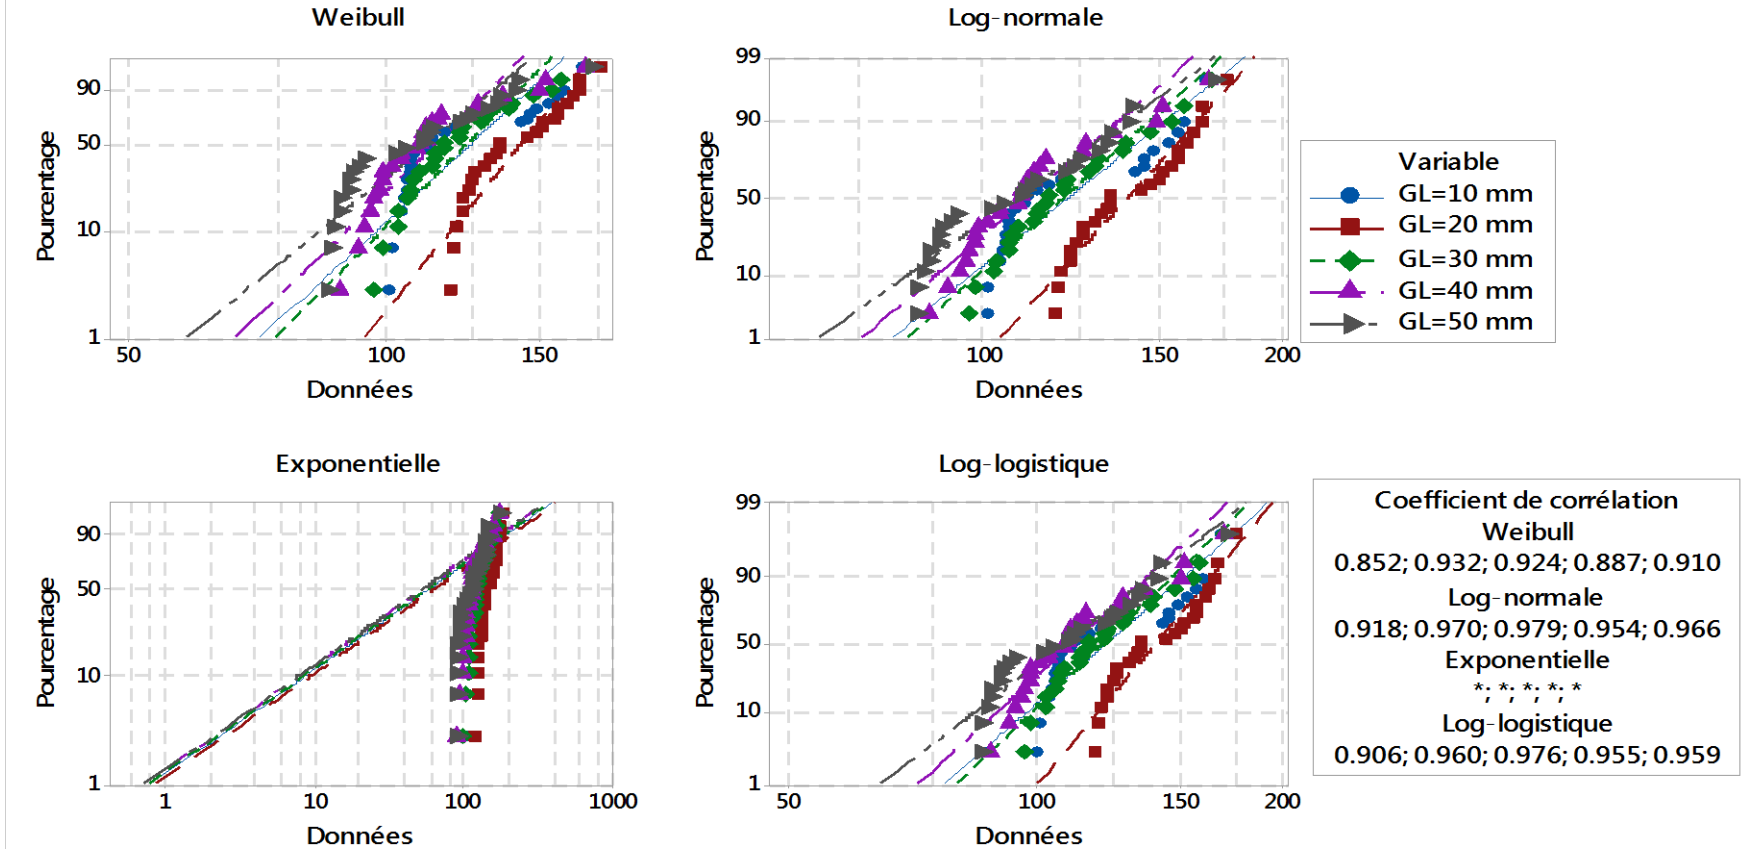 Weibull
Pourcentage
90
50
10
1
50
100
150
Données
Log-normale
Pourcentage
99
90
50
10
1
100
150
200
Données
Variable
GL=10 mm
GL=20 mm
GL=30 mm
GL=40 mm
GL=50 mm
Exponentielle
Pourcentage
90
50
10
1
1
10
100
1000
Données
Log-logistique
Pourcentage
99
90
50
10
1
50
100
150
200
Données
Coefficient de corrélation
Weibull
0.852; 0.932; 0.924; 0.887; 0.910
Log-normale
0.918; 0.970; 0.979; 0.954; 0.966
Exponentielle
*; *; *; *; *
Log-logistique
0.906; 0.960; 0.976; 0.955; 0.959